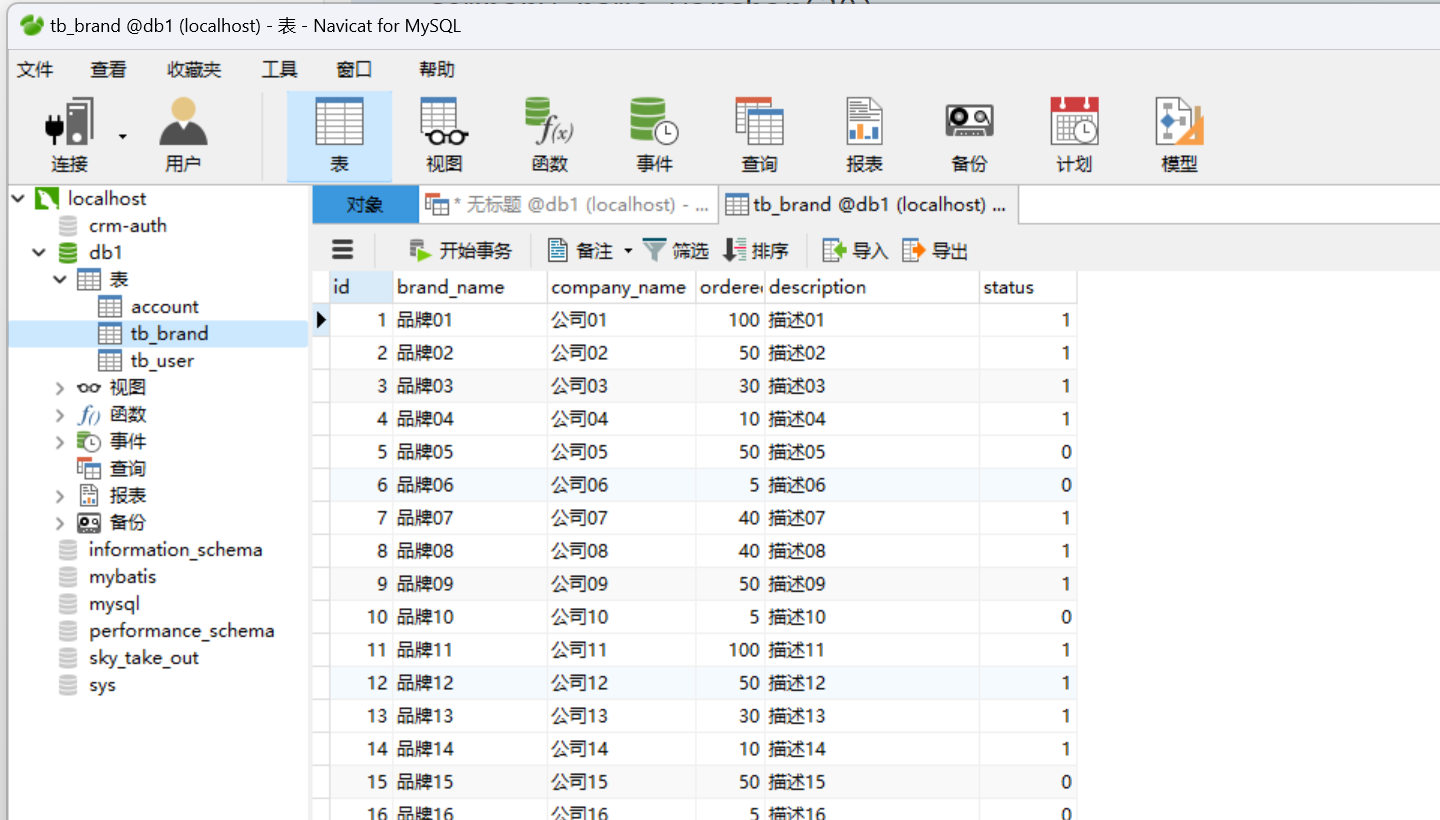 tb_brand @db1 (localhost) - 表 - Navicat for MySQL
文件 查看 收藏夹 工具 窗口 帮助
连接 用户 表 视图 函数 事件 查询 报表 备份 计划 模型
对象 * 无标题 @db1 (localhost) - ... tb_brand @db1 (localhost) ...
开始事务 备注 筛选 排序 导入 导出
localhost
crm-auth
db1
表
account
tb_brand
tb_user
视图
函数
事件
查询
报表
备份
information_schema
mybatis
mysql
performance_schema
sky_take_out
sys
id brand_name company_name ordered description status
1 品牌01 公司01 100 描述01 1
2 品牌02 公司02 50 描述02 1
3 品牌03 公司03 30 描述03 1
4 品牌04 公司04 10 描述04 1
5 品牌05 公司05 50 描述05 0
6 品牌06 公司06 5 描述06 0
7 品牌07 公司07 40 描述07 1
8 品牌08 公司08 40 描述08 1
9 品牌09 公司09 50 描述09 1
10 品牌10 公司10 5 描述10 0
11 品牌11 公司11 100 描述11 1
12 品牌12 公司12 50 描述12 1
13 品牌13 公司13 30 描述13 1
14 品牌14 公司14 10 描述14 1
15 品牌15 公司15 50 描述15 0
16 品牌16 公司16 5 描述16 0